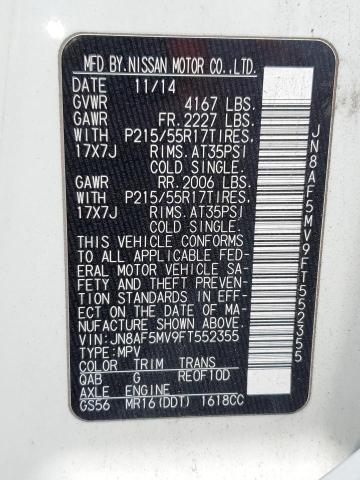 MFD BY.NISSAN MOTOR CO.,LTD.
DATE 11/14
GVWR 4167 LBS.
GAWR FR.2227 LBS.
WITH P215/55R17TIRES.
17X7J RIMS.AT35PSI
COLD SINGLE.
GAWR RR.2006 LBS.
WITH P215/55R17TIRES.
17X7J RIMS.AT35PSI
COLD SINGLE.
THIS VEHICLE CONFORMS
TO ALL APPLICABLE FED-
ERAL MOTOR VEHICLE SA-
FETY AND THEFT PREVENTION
STANDARDS IN EFF-
ECT ON THE DATE OF MA-
NUFACTURE SHOWN ABOVE.
VIN:JN8AF5MV9FT552355
TYPE:MPV
COLOR TRIM TRANS
QAB G RE0F10D
AXLE ENGINE
GS56 MR16(DDT) 1618CC
JN8AF5MV9FT552355